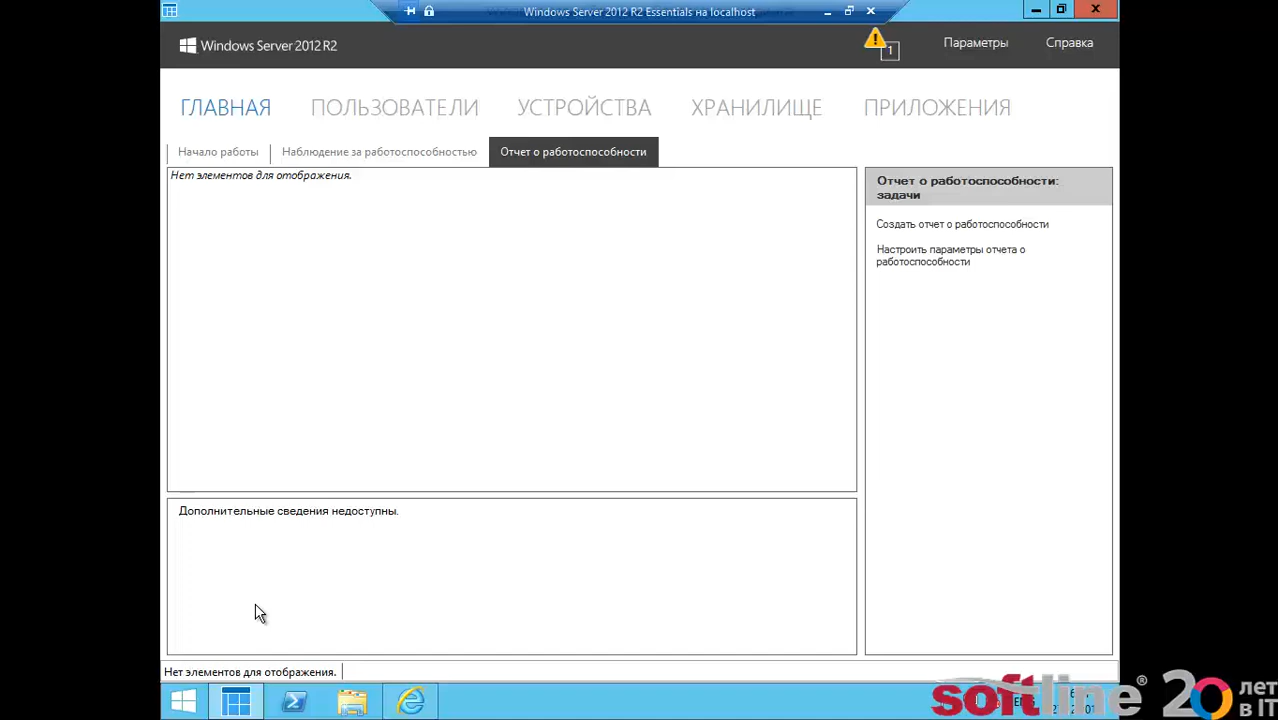 Windows Server 2012 R2 Essentials на localhost
Windows Server 2012 R2
1
Параметры
Справка
ГЛАВНАЯ
ПОЛЬЗОВАТЕЛИ
УСТРОЙСТВА
ХРАНИЛИЩЕ
ПРИЛОЖЕНИЯ
Начало работы
Наблюдение за работоспособностью
Отчет о работоспособности
Нет элементов для отображения.
Отчет о работоспособности:
задачи
Создать отчет о работоспособности
Настроить параметры отчета о
работоспособности
Дополнительные сведения недоступны.
Нет элементов для отображения.
softline® 20 лет
в IT